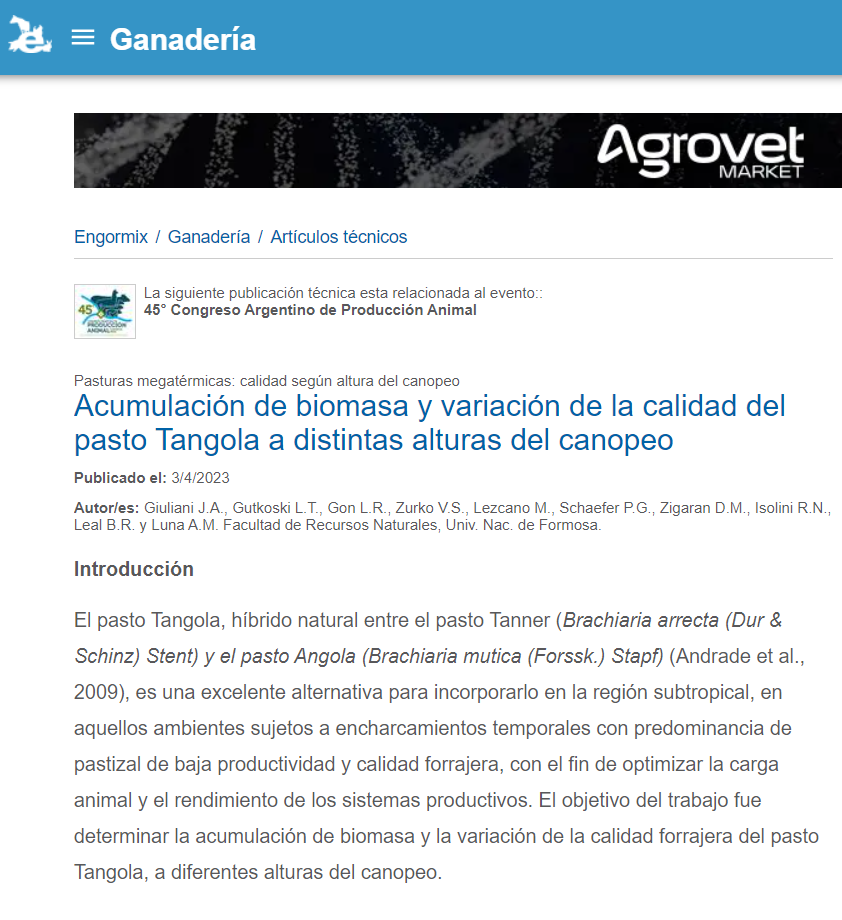 Ganadería
Agrovet
MARKET
Engormix / Ganadería / Artículos técnicos
45
PRODUCCIÓN
ANIMAL
La siguiente publicación técnica esta relacionada al evento::
45° Congreso Argentino de Producción Animal
Pasturas megatérmicas: calidad según altura del canopeo
Acumulación de biomasa y variación de la calidad del
pasto Tangola a distintas alturas del canopeo
Publicado el: 3/4/2023
Autor/es: Giuliani J.A., Gutkoski L.T., Gon L.R., Zurko V.S., Lezcano M., Schaefer P.G., Zigaran D.M., Isolini R.N.,
Leal B.R. y Luna A.M. Facultad de Recursos Naturales, Univ. Nac. de Formosa.
Introducción
El pasto Tangola, híbrido natural entre el pasto Tanner (Brachiaria arrecta (Dur &
Schinz) Stent) y el pasto Angola (Brachiaria mutica (Forssk.) Stapf) (Andrade et al.,
2009), es una excelente alternativa para incorporarlo en la región subtropical, en
aquellos ambientes sujetos a encharcamientos temporales con predominancia de
pastizal de baja productividad y calidad forrajera, con el fin de optimizar la carga
animal y el rendimiento de los sistemas productivos. El objetivo del trabajo fue
determinar la acumulación de biomasa y la variación de la calidad forrajera del pasto
Tangola, a diferentes alturas del canopeo.